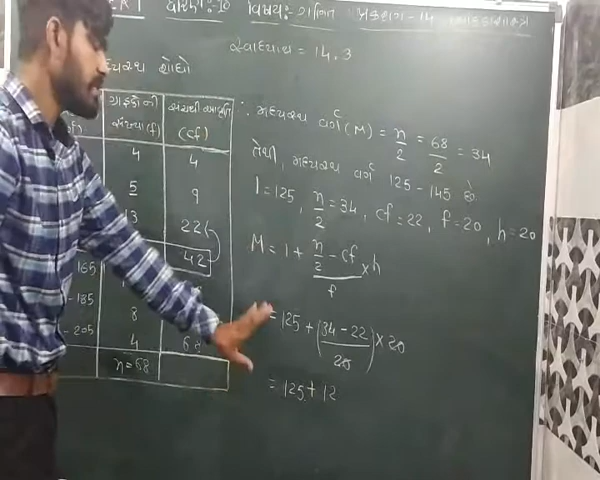 ધોરણ:- 10 વિષય:- ગણિત પ્રકરણ-14 આંકડાશાસ્ત્ર
સ્વાધ્યાય = 14.3
મધ્યસ્થ શોધો
ગ્રાહકોની સંખ્યા (f) સંચયી આવૃત્તિ (cf)
4 4
5 9
13 22
165 42
- 185 8
- 205 4 68
n=68
∴ મધ્યસ્થ વર્ગ (M) = n/2 = 68/2 = 34
તેથી, મધ્યસ્થ વર્ગ 125 - 145 છે.
l = 125, n/2 = 34, cf = 22, f = 20, h = 20
M = l + (n/2 - cf)/f × h
= 125 + ((34 - 22)/20) × 20
= 125 + 12